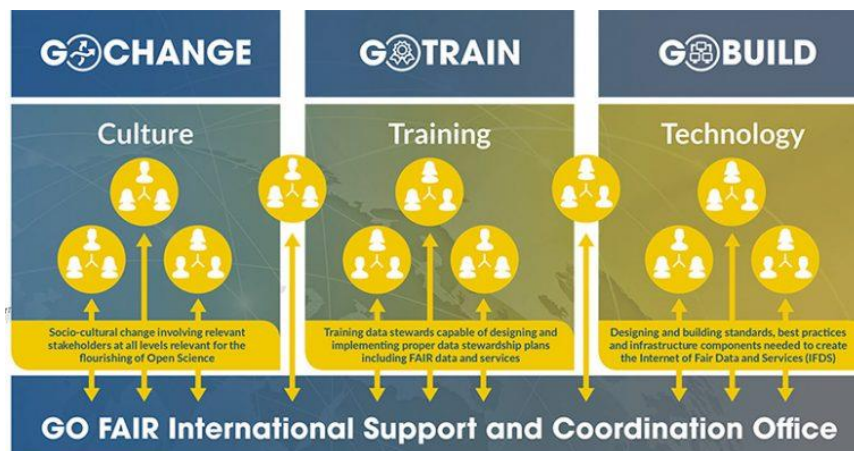 GO CHANGE
GO TRAIN
GO BUILD
Culture
Training
Technology
Socio-cultural change involving relevant
stakeholders at all levels relevant for the
flourishing of Open Science
Training data stewards capable of designing and
implementing proper data stewardship plans
including FAIR data and services
Designing and building standards, best practices
and infrastructure components needed to create
the Internet of Fair Data and Services (IFDS)
GO FAIR International Support and Coordination Office